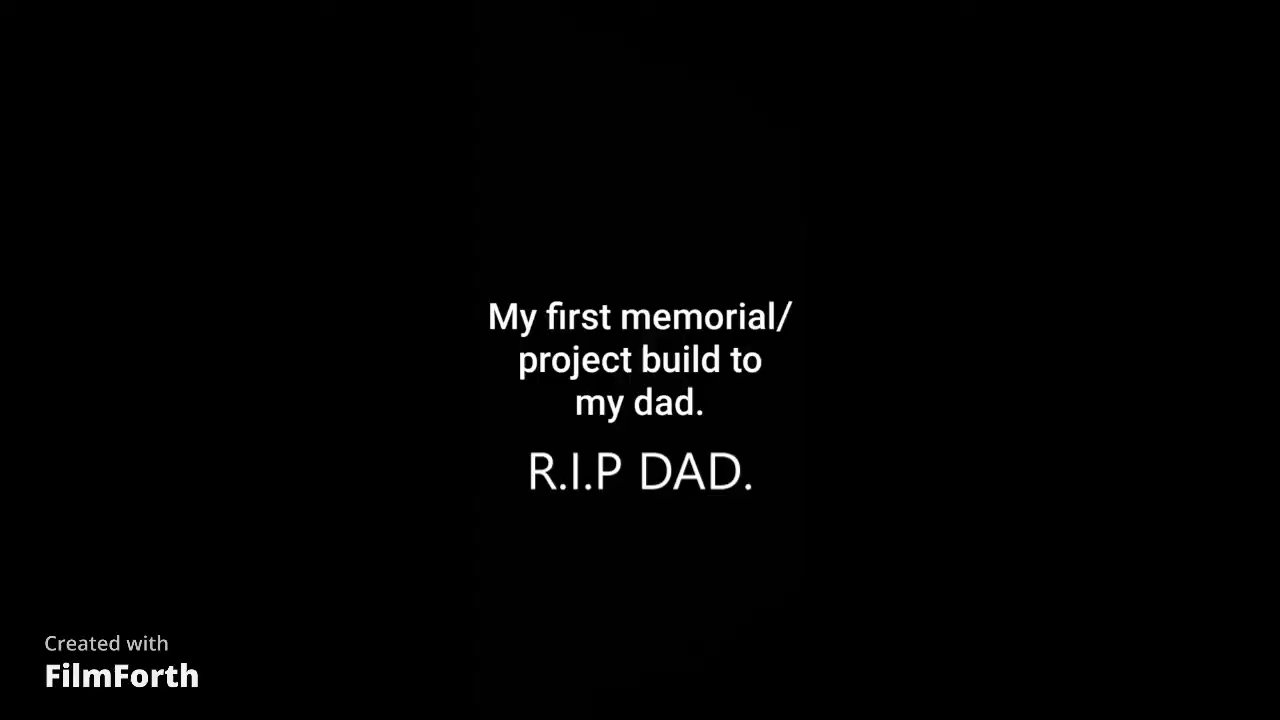 My first memorial/
project build to
my dad.
R.I.P DAD.
Created with
FilmForth